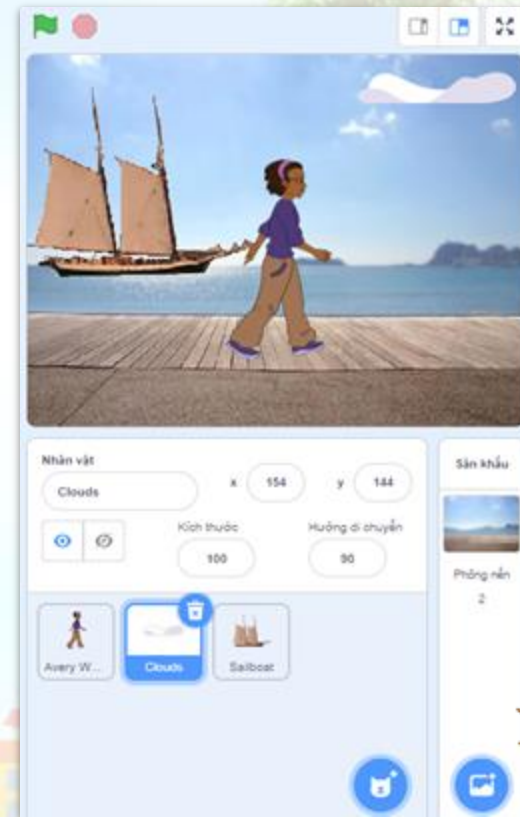 Nhân vật
Clouds
x 154 y 144
Kích thước
100
Hướng di chuyển
90
Avery W...
Clouds
Sailboat
Sân khấu
Phông nền
2